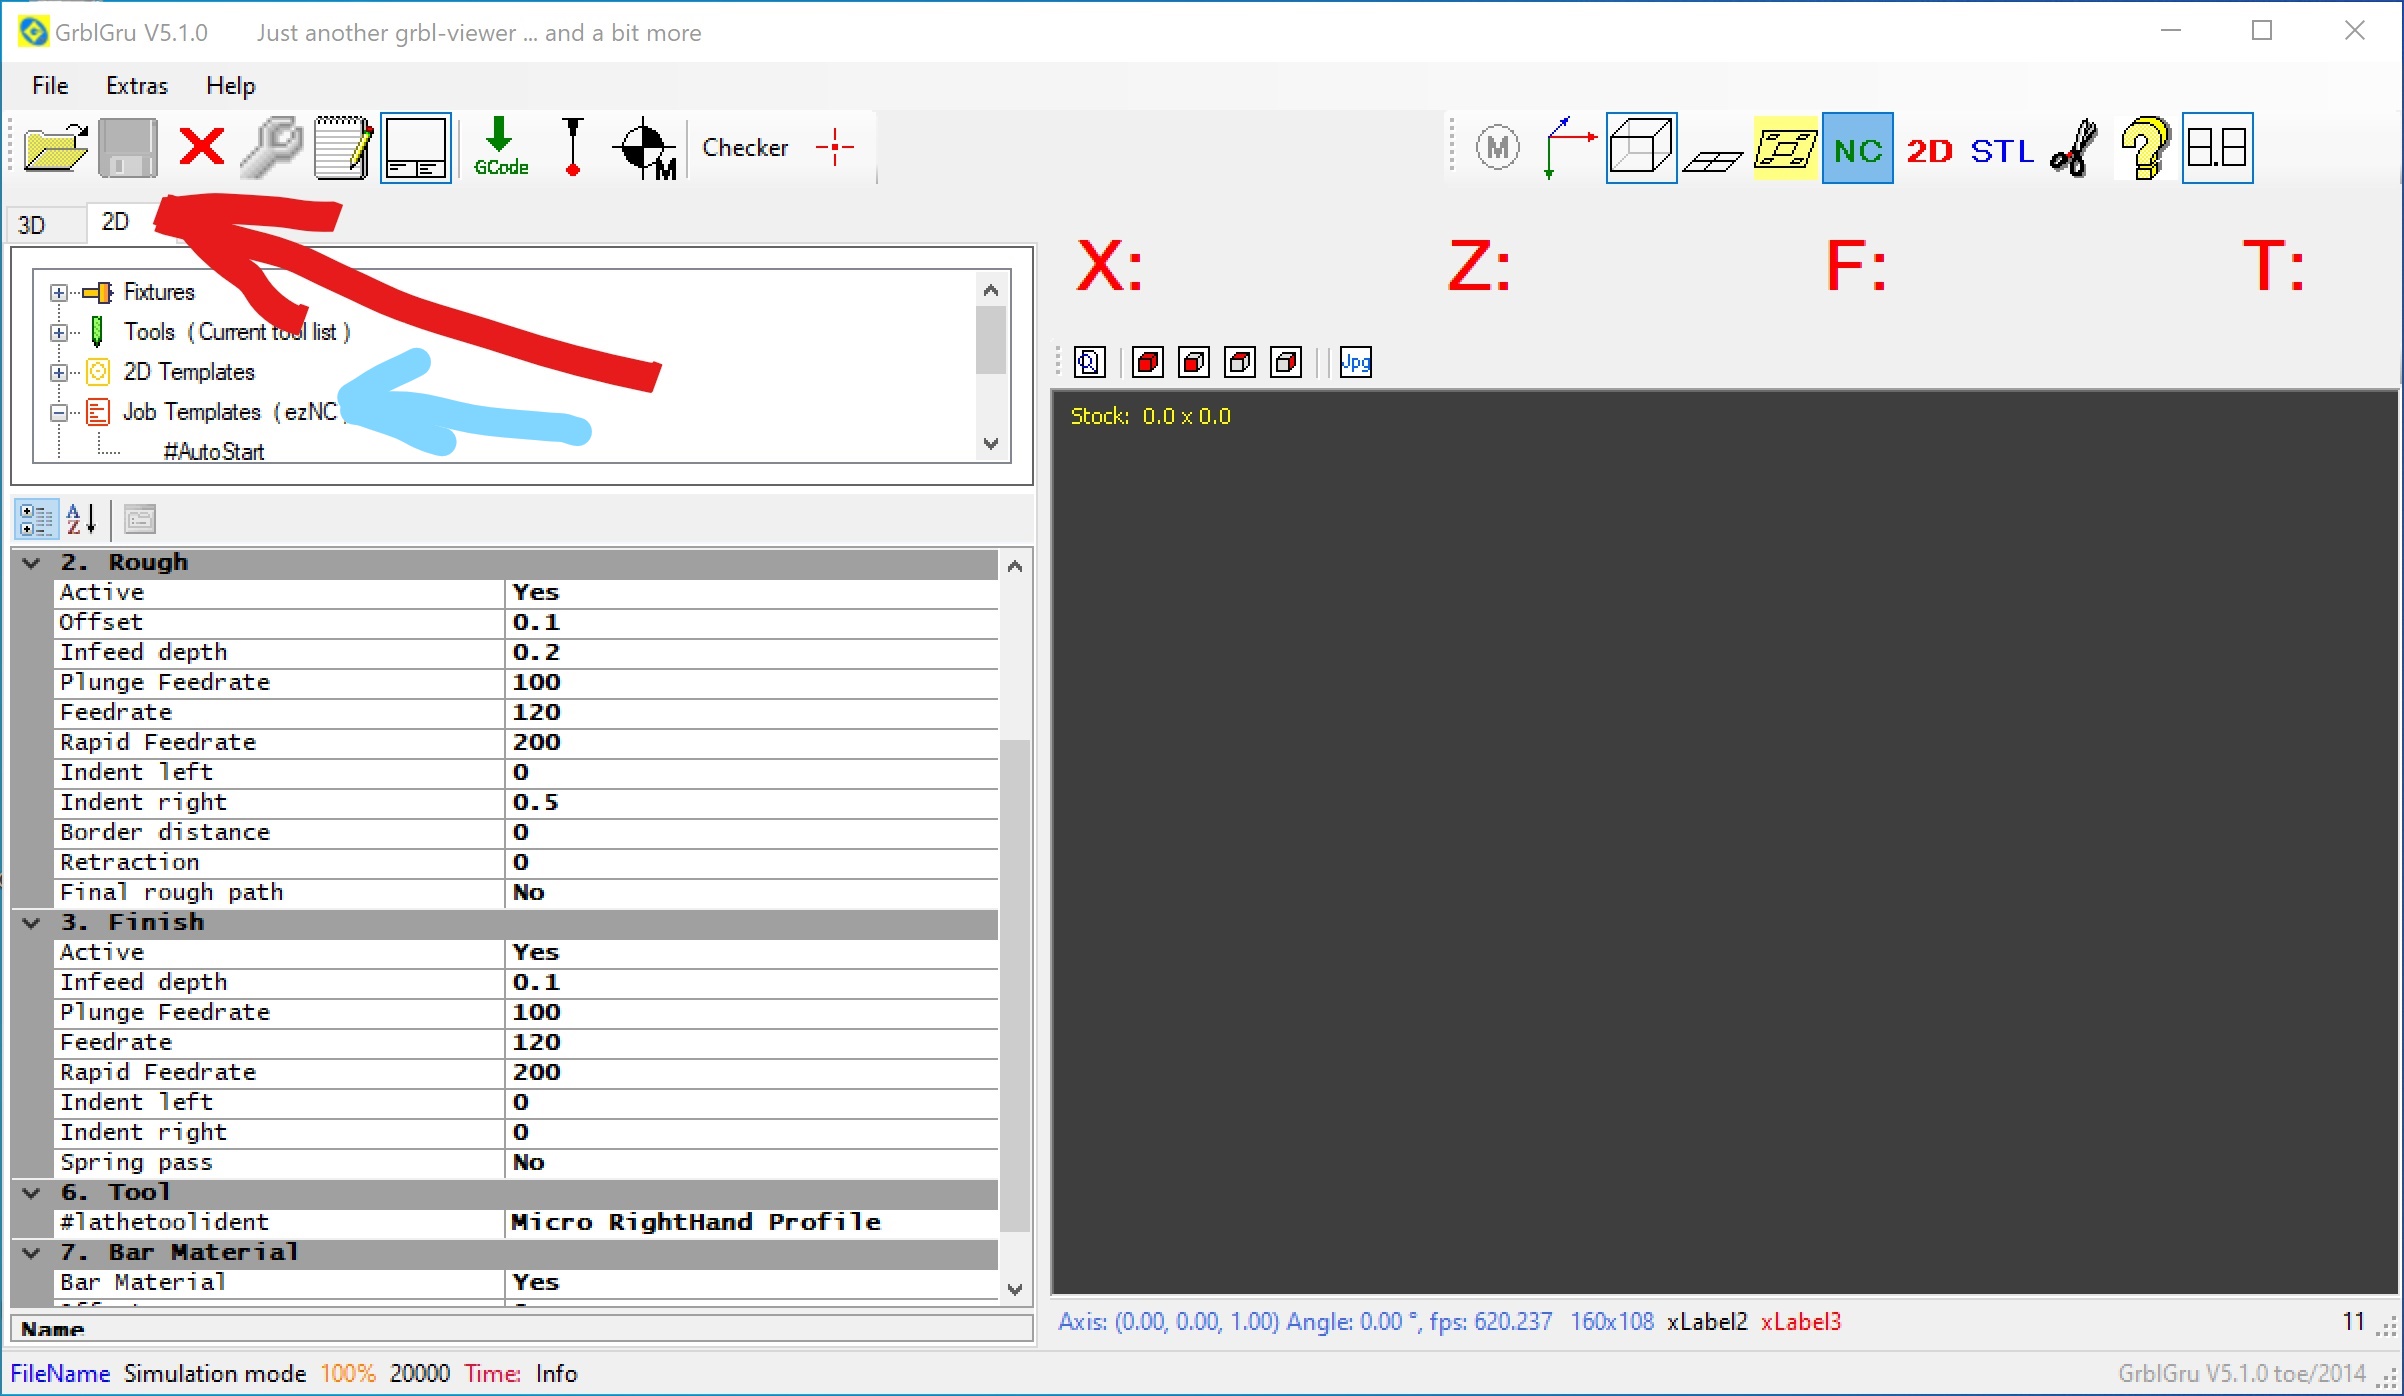 GrblGru V5.1.0 Just another grbl-viewer ... and a bit more
File Extras Help
GCode M Checker M NC 2D STL
3D 2D
X: Z: F: T:
Fixtures
Tools ( Current tool list )
2D Templates
Job Templates ( ezNC
#AutoStart
Jpg
Stock: 0.0 x 0.0
A
Z
2. Rough
Active Yes
Offset 0.1
Infeed depth 0.2
Plunge Feedrate 100
Feedrate 120
Rapid Feedrate 200
Indent left 0
Indent right 0.5
Border distance 0
Retraction 0
Final rough path No
3. Finish
Active Yes
Infeed depth 0.1
Plunge Feedrate 100
Feedrate 120
Rapid Feedrate 200
Indent left 0
Indent right 0
Spring pass No
6. Tool
#lathetoolident Micro RightHand Profile
7. Bar Material
Bar Material Yes
Name
Axis: (0.00, 0.00, 1.00) Angle: 0.00 °, fps: 620.237 160x108 xLabel2 xLabel3 11
FileName Simulation mode 100% 20000 Time: Info GrblGru V5.1.0 toe/2014